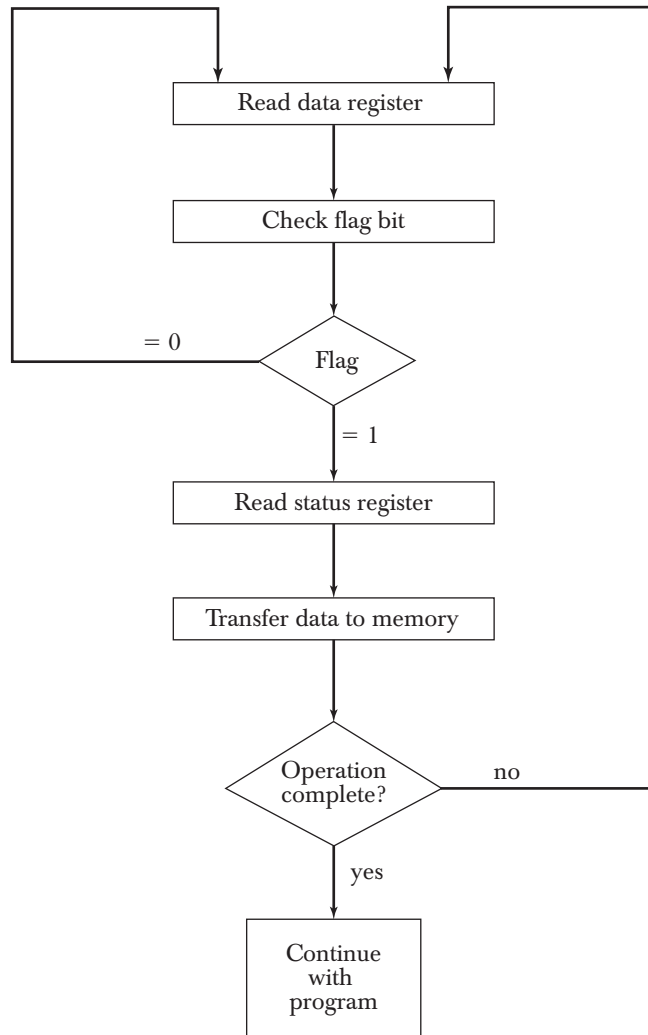 Read data register
Check flag bit
= 0
Flag
= 1
Read status register
Transfer data to memory
Operation
complete?
no
yes
Continue
with
program